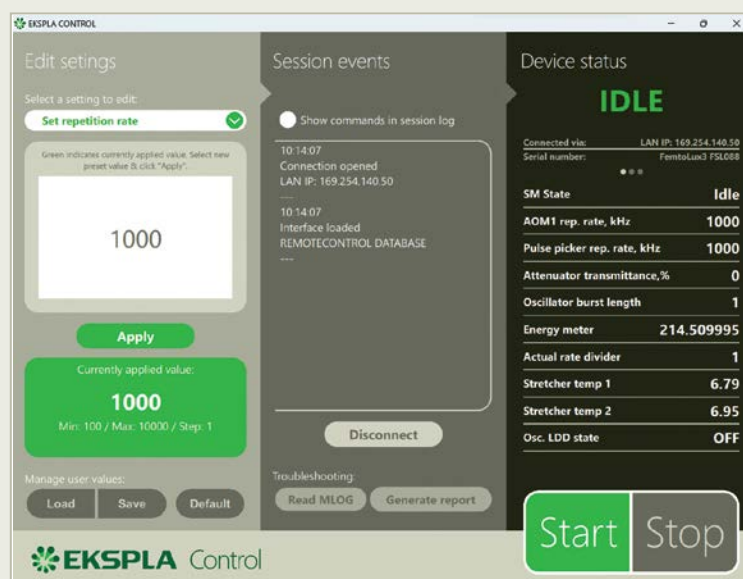 EKSPLA CONTROL
Edit setings
Select a setting to edit:
Set repetition rate
Green indicates currently applied value. Select new
preset value & click "Apply".
1000
Apply
Currently applied value:
1000
Min: 100 / Max: 10000 / Step: 1
Manage user values:
Load
Save
Default
Session events
Show commands in session log
10:14:07
Connection opened
LAN IP: 169.254.140.50
---
10:14:07
Interface loaded
REMOTECONTROL DATABASE
---
Disconnect
Troubleshooting:
Read MLOG
Generate report
Device status
IDLE
Connected via: LAN IP: 169.254.140.50
Serial number: FemtoLux3 FSL088
SM State Idle
AOM1 rep. rate, kHz 1000
Pulse picker rep. rate, kHz 1000
Attenuator transmittance,% 0
Oscillator burst length 1
Energy meter 214.509995
Actual rate divider 1
Stretcher temp 1 6.79
Stretcher temp 2 6.95
Osc. LDD state OFF
Start
Stop
EKSPLA Control